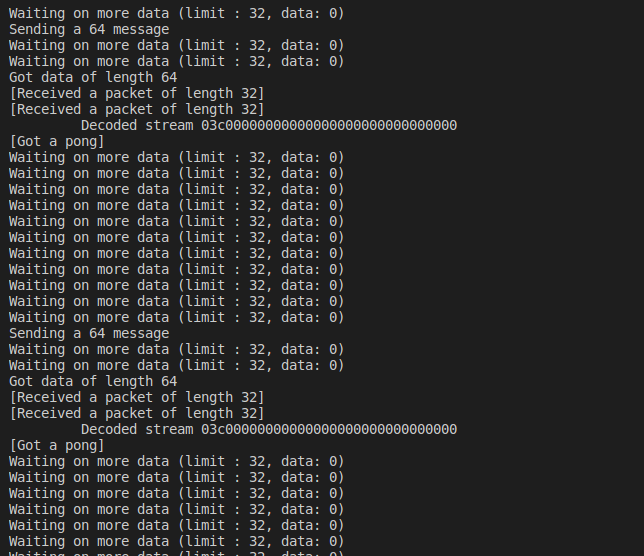 Waiting on more data (limit : 32, data: 0)
Sending a 64 message
Waiting on more data (limit : 32, data: 0)
Waiting on more data (limit : 32, data: 0)
Got data of length 64
[Received a packet of length 32]
[Received a packet of length 32]
Decoded stream 03c00000000000000000000000000000
[Got a pong]
Waiting on more data (limit : 32, data: 0)
Waiting on more data (limit : 32, data: 0)
Waiting on more data (limit : 32, data: 0)
Waiting on more data (limit : 32, data: 0)
Waiting on more data (limit : 32, data: 0)
Waiting on more data (limit : 32, data: 0)
Waiting on more data (limit : 32, data: 0)
Waiting on more data (limit : 32, data: 0)
Waiting on more data (limit : 32, data: 0)
Waiting on more data (limit : 32, data: 0)
Waiting on more data (limit : 32, data: 0)
Sending a 64 message
Waiting on more data (limit : 32, data: 0)
Waiting on more data (limit : 32, data: 0)
Got data of length 64
[Received a packet of length 32]
[Received a packet of length 32]
Decoded stream 03c00000000000000000000000000000
[Got a pong]
Waiting on more data (limit : 32, data: 0)
Waiting on more data (limit : 32, data: 0)
Waiting on more data (limit : 32, data: 0)
Waiting on more data (limit : 32, data: 0)
Waiting on more data (limit : 32, data: 0)
Waiting on more data (limit : 32, data: 0)
Waiting on more data (limit : 32, data: 0)